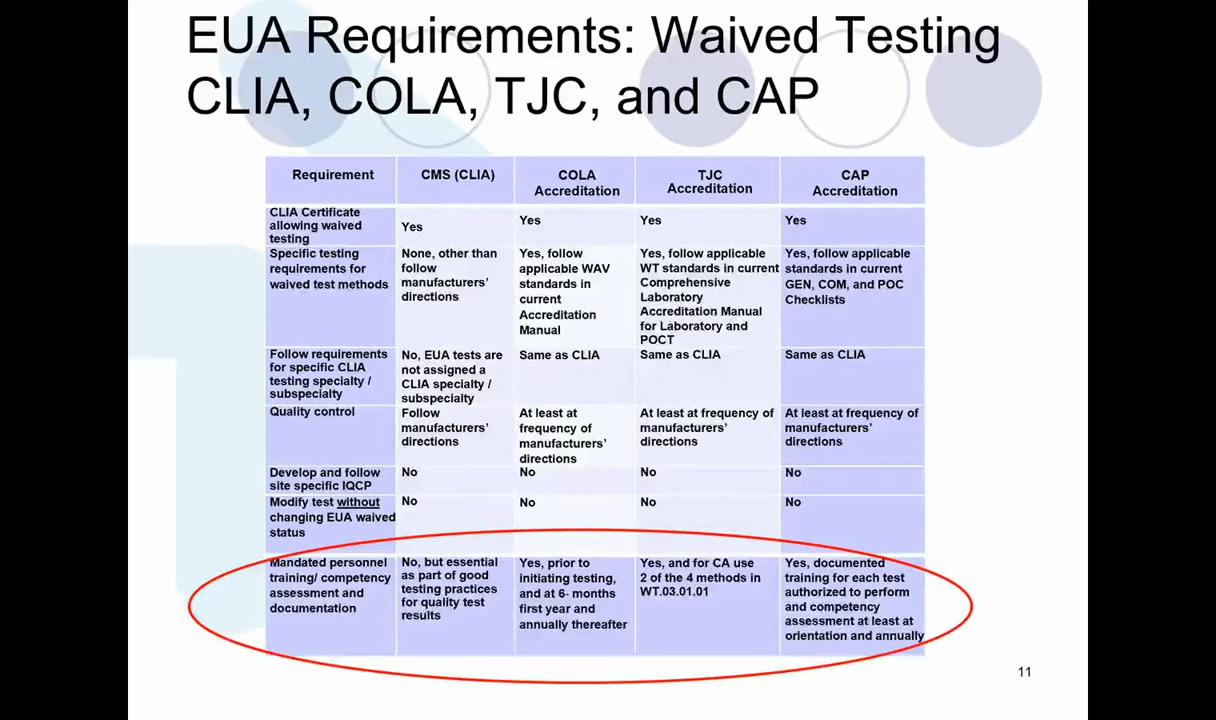 EUA Requirements: Waived Testing
CLIA, COLA, TJC, and CAP
Requirement
CMS (CLIA)
COLA
Accreditation
TJC
Accreditation
CAP
Accreditation
CLIA Certificate
allowing waived
testing
Yes
Yes
Yes
Yes
Specific testing
requirements for
waived test methods
None, other than
follow
manufacturers’
directions
Yes, follow
applicable WAV
standards in
current
Accreditation
Manual
Yes, follow applicable
WT standards in current
Comprehensive
Laboratory
Accreditation Manual
for Laboratory and
POCT
Yes, follow applicable
standards in current
GEN, COM, and POC
Checklists
Follow requirements
for specific CLIA
testing specialty /
subspecialty
No, EUA tests are
not assigned a
CLIA specialty /
subspecialty
Same as CLIA
Same as CLIA
Same as CLIA
Quality control
Follow
manufacturers’
directions
At least at
frequency of
manufacturers’
directions
At least at frequency of
manufacturers’
directions
At least at frequency of
manufacturers’
directions
Develop and follow
site specific IQCP
No
No
No
No
Modify test without
changing EUA waived
status
No
No
No
No
Mandated personnel
training/ competency
assessment and
documentation
No, but essential
as part of good
testing practices
for quality test
results
Yes, prior to
initiating testing,
and at 6- months
first year and
annually thereafter
Yes, and for CA use
2 of the 4 methods in
WT.03.01.01
Yes, documented
training for each test
authorized to perform
and competency
assessment at least at
orientation and annually
11